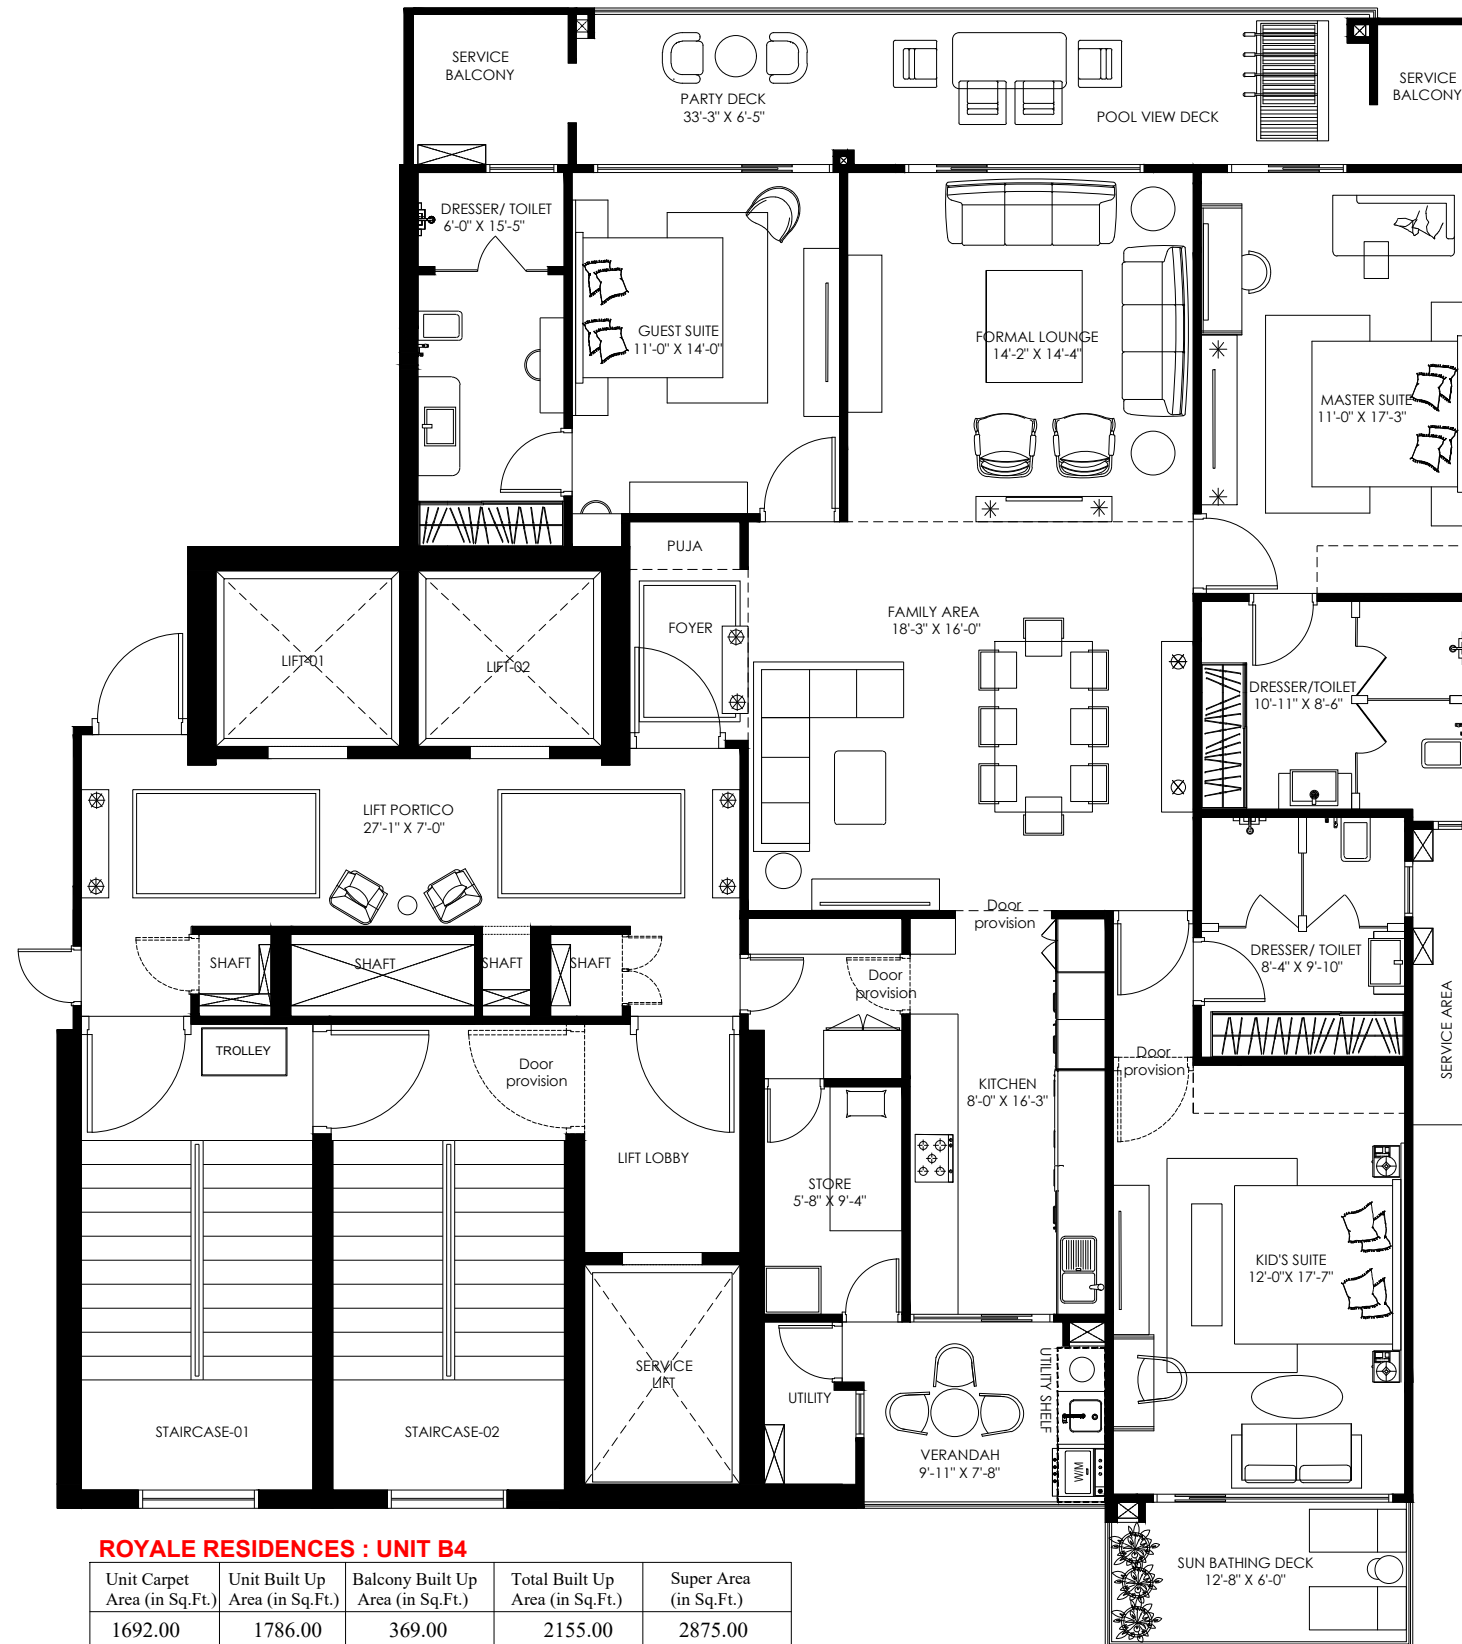 SERVICE
BALCONY
PARTY DECK
33'-3" X 6'-5"
POOL VIEW DECK
SERVICE
BALCONY
DRESSER/ TOILET
6'-0" X 15'-5"
GUEST SUITE
11'-0" X 14'-0"
FORMAL LOUNGE
14'-2" X 14'-4"
MASTER SUITE
11'-0" X 17'-3"
PUJA
FOYER
FAMILY AREA
18'-3" X 16'-0"
LIFT-01
LIFT-02
DRESSER/TOILET
10'-11" X 8'-6"
LIFT PORTICO
27'-1" X 7'-0"
Door
provision
DRESSER/ TOILET
8'-4" X 9'-10"
SHAFT
SHAFT
SHAFT
SHAFT
Door
provision
SERVICE AREA
TROLLEY
Door
provision
Door
provision
KITCHEN
8'-0" X 16'-3"
LIFT LOBBY
STORE
5'-8" X 9'-4"
KID'S SUITE
12'-0"X 17'-7"
SERVICE
LIFT
UTILITY
UTILITY SHELF
STAIRCASE-01
STAIRCASE-02
VERANDAH
9'-11" X 7'-8"
W/M
SUN BATHING DECK
12'-8" X 6'-0"
ROYALE RESIDENCES : UNIT B4
Unit Carpet Unit Built Up Balcony Built Up Total Built Up Super Area
Area (in Sq.Ft.) Area (in Sq.Ft.) Area (in Sq.Ft.) Area (in Sq.Ft.) (in Sq.Ft.)
1692.00 1786.00 369.00 2155.00 2875.00